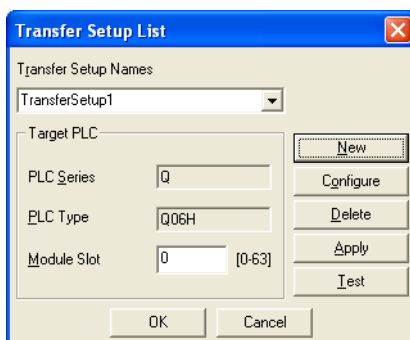 Transfer Setup List
Transfer Setup Names
TransferSetup1
Target PLC
New
PLC Series Q
Configure
PLC Type Q06H
Delete
Module Slot 0 [0-63]
Apply
Test
OK Cancel